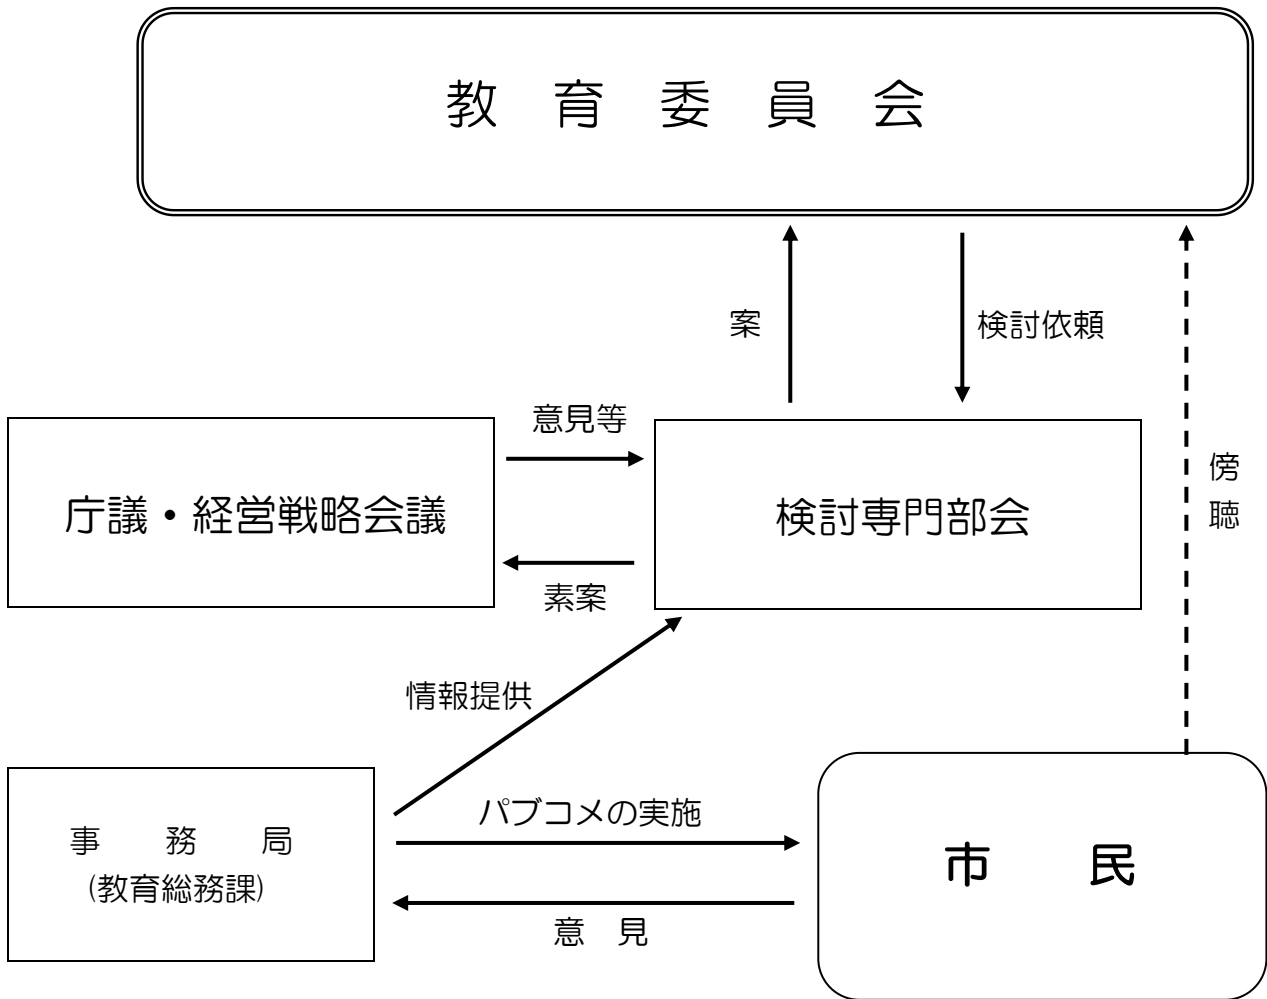 教　育　委　員　会
案
検討依頼
意見等
傍聴
庁議・経営戦略会議
検討専門部会
素案
情報提供
パブコメの実施
事　務　局
(教育総務課)
市　民
意　見